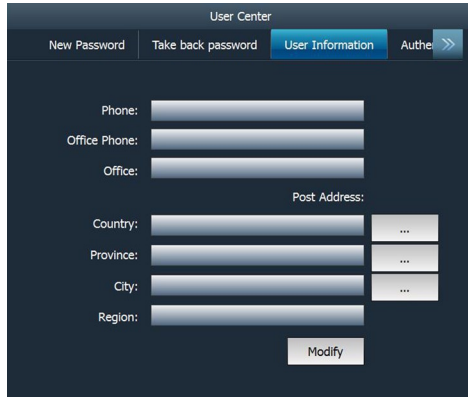 User Center
New Password Take back password User Information Authe
Phone:
Office Phone:
Office:
Post Address:
Country: ...
Province: ...
City: ...
Region:
Modify